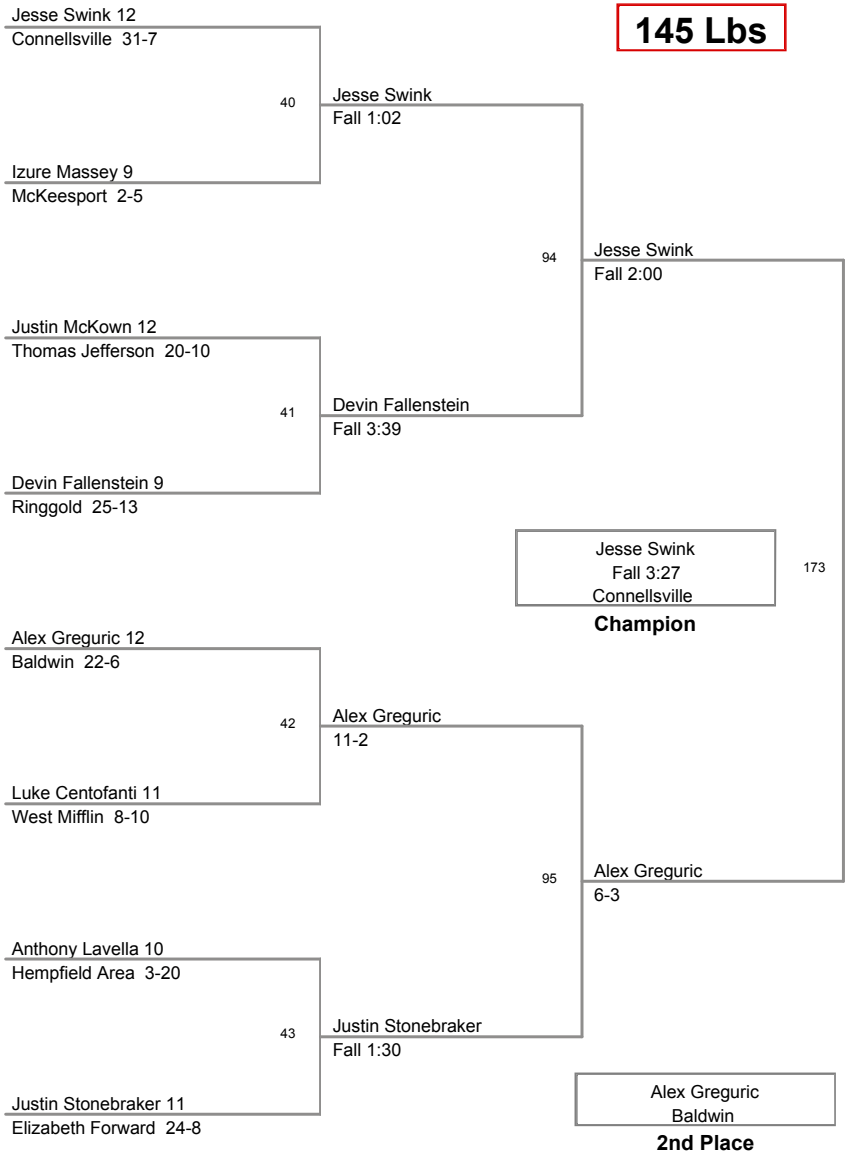 Jesse Swink 12
Connellsville 31-7
145 Lbs
40
Jesse Swink
Fall 1:02
Izure Massey 9
McKeesport 2-5
94
Jesse Swink
Fall 2:00
Justin McKown 12
Thomas Jefferson 20-10
41
Devin Fallenstein
Fall 3:39
Devin Fallenstein 9
Ringgold 25-13
Jesse Swink
Fall 3:27
Connellsville
173
Champion
Alex Greguric 12
Baldwin 22-6
42
Alex Greguric
11-2
Luke Centofanti 11
West Mifflin 8-10
95
Alex Greguric
6-3
Anthony Lavella 10
Hempfield Area 3-20
43
Justin Stonebraker
Fall 1:30
Justin Stonebraker 11
Elizabeth Forward 24-8
Alex Greguric
Baldwin
2nd Place